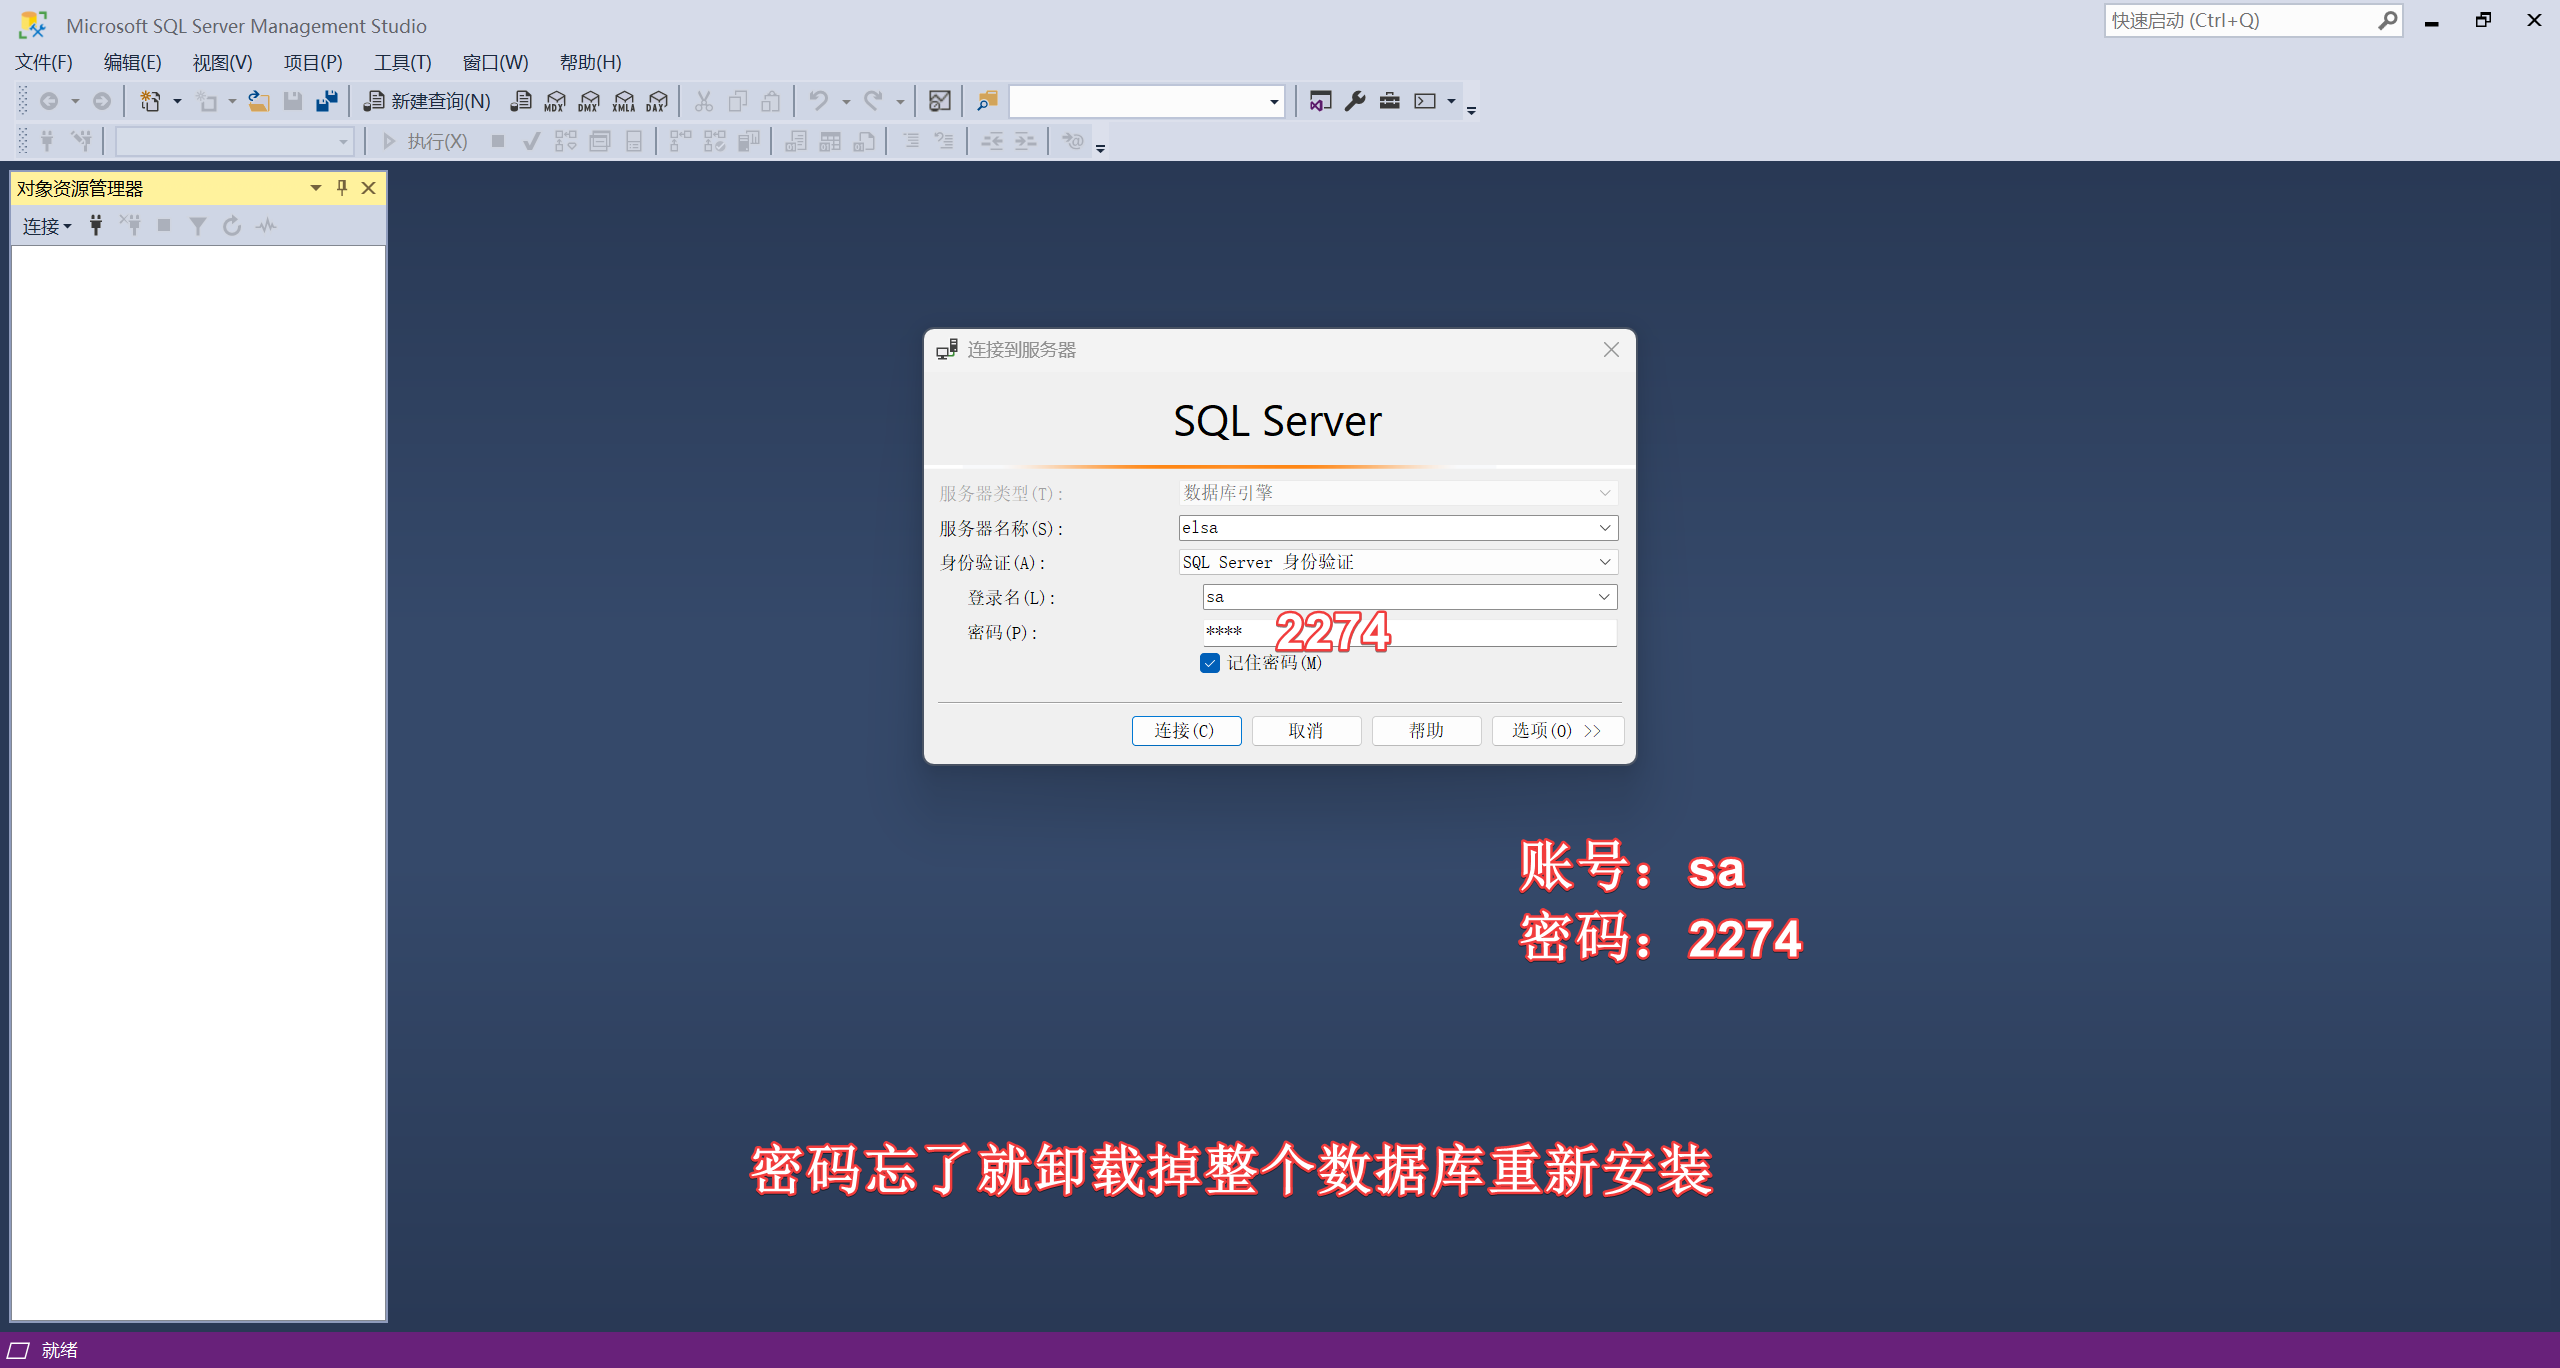 Microsoft SQL Server Management Studio
快速启动 (Ctrl+Q)
文件(F) 编辑(E) 视图(V) 项目(P) 工具(T) 窗口(W) 帮助(H)
新建查询(N) MDX DMX XMLA DAX
执行(X)
对象资源管理器
连接
连接到服务器
SQL Server
服务器类型(T): 数据库引擎
服务器名称(S): elsa
身份验证(A): SQL Server 身份验证
登录名(L): sa
密码(P): **** 2274
记住密码(M)
连接(C) 取消 帮助 选项(O) >>
账号：sa
密码：2274
密码忘了就卸载掉整个数据库重新安装
就绪